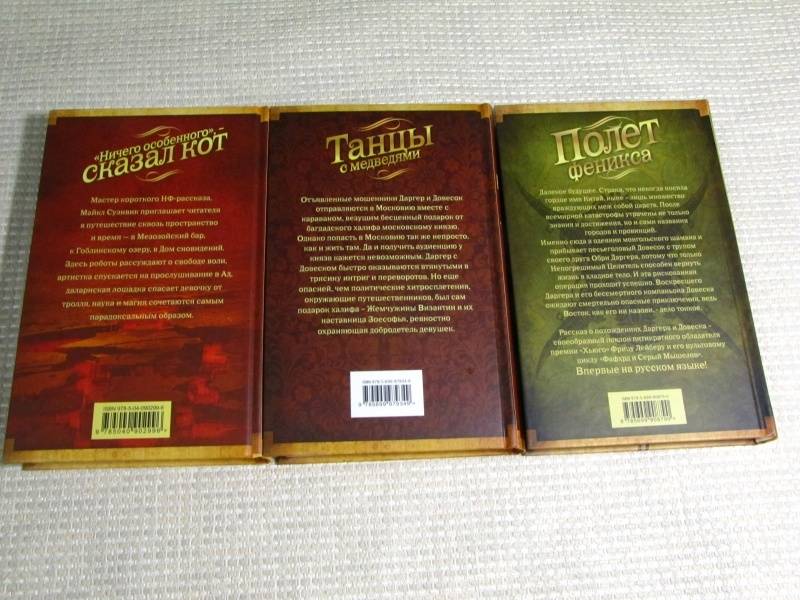 «Ничего особенного», –
сказал кот
Мастер короткого НФ-рассказа,
Майкл Суэнвик приглашает читателя
в путешествие сквозь пространство
и время – в Мезозойский бар,
к Гоблинскому озеру, в Дом сновидений.
Здесь роботы рассуждают о свободе воли,
артистка спускается на прослушивание в Ад,
даларнская лошадка спасает девочку от
тролля, наука и магия сочетаются самым
парадоксальным образом.
9 785040 902996 >
Танцы
с медведями
Отъявленные мошенники Даргер и Довесок
отправляются в Московию вместе с
караваном, везущим бесценный подарок от
багдадского халифа московскому князю.
Однако попасть в Московию так же непросто,
как и жить там. Да и получить аудиенцию у
князя кажется невозможным. Даргер с
Довеском быстро оказываются втянутыми в
трясину интриг и переворотов. Но еще
опасней, чем политические хитросплетения,
окружающие путешественников, был сам
подарок халифа – Жемчужины Византии и их
наставница Зоесофья, ревностно
охраняющая добродетель девушек.
9 785699 979349 >
Полет
феникса
Далекое будущее. Страна, что некогда носила
гордое имя Китай, ныне – лишь множество
враждующих меж собой царств. После
всемирной катастрофы утрачены не только
знания и достижения, но и сами названия
городов и провинций.
Именно сюда в одеянии монгольского шамана и
прибывает песьеголовый Довесок с трупом
своего друга Обри Даргера, потому что только
Непогрешимый Целитель способен вернуть
жизнь в хладное тело. И эта рискованная
операция проходит успешно. Воскресшего
Даргера и его бессмертного компаньона Довеска
ожидают смертельно опасные приключения, ведь
Восток, как его ни назови, - дело тонкое.
Рассказ о похождениях Даргера и Довеска –
своеобразный поклон пятикратного обладателя
премии «Хьюго» Фрицу Лейберу и его культовому
циклу «Фафхрд и Серый Мышелов»
Впервые на русском языке!